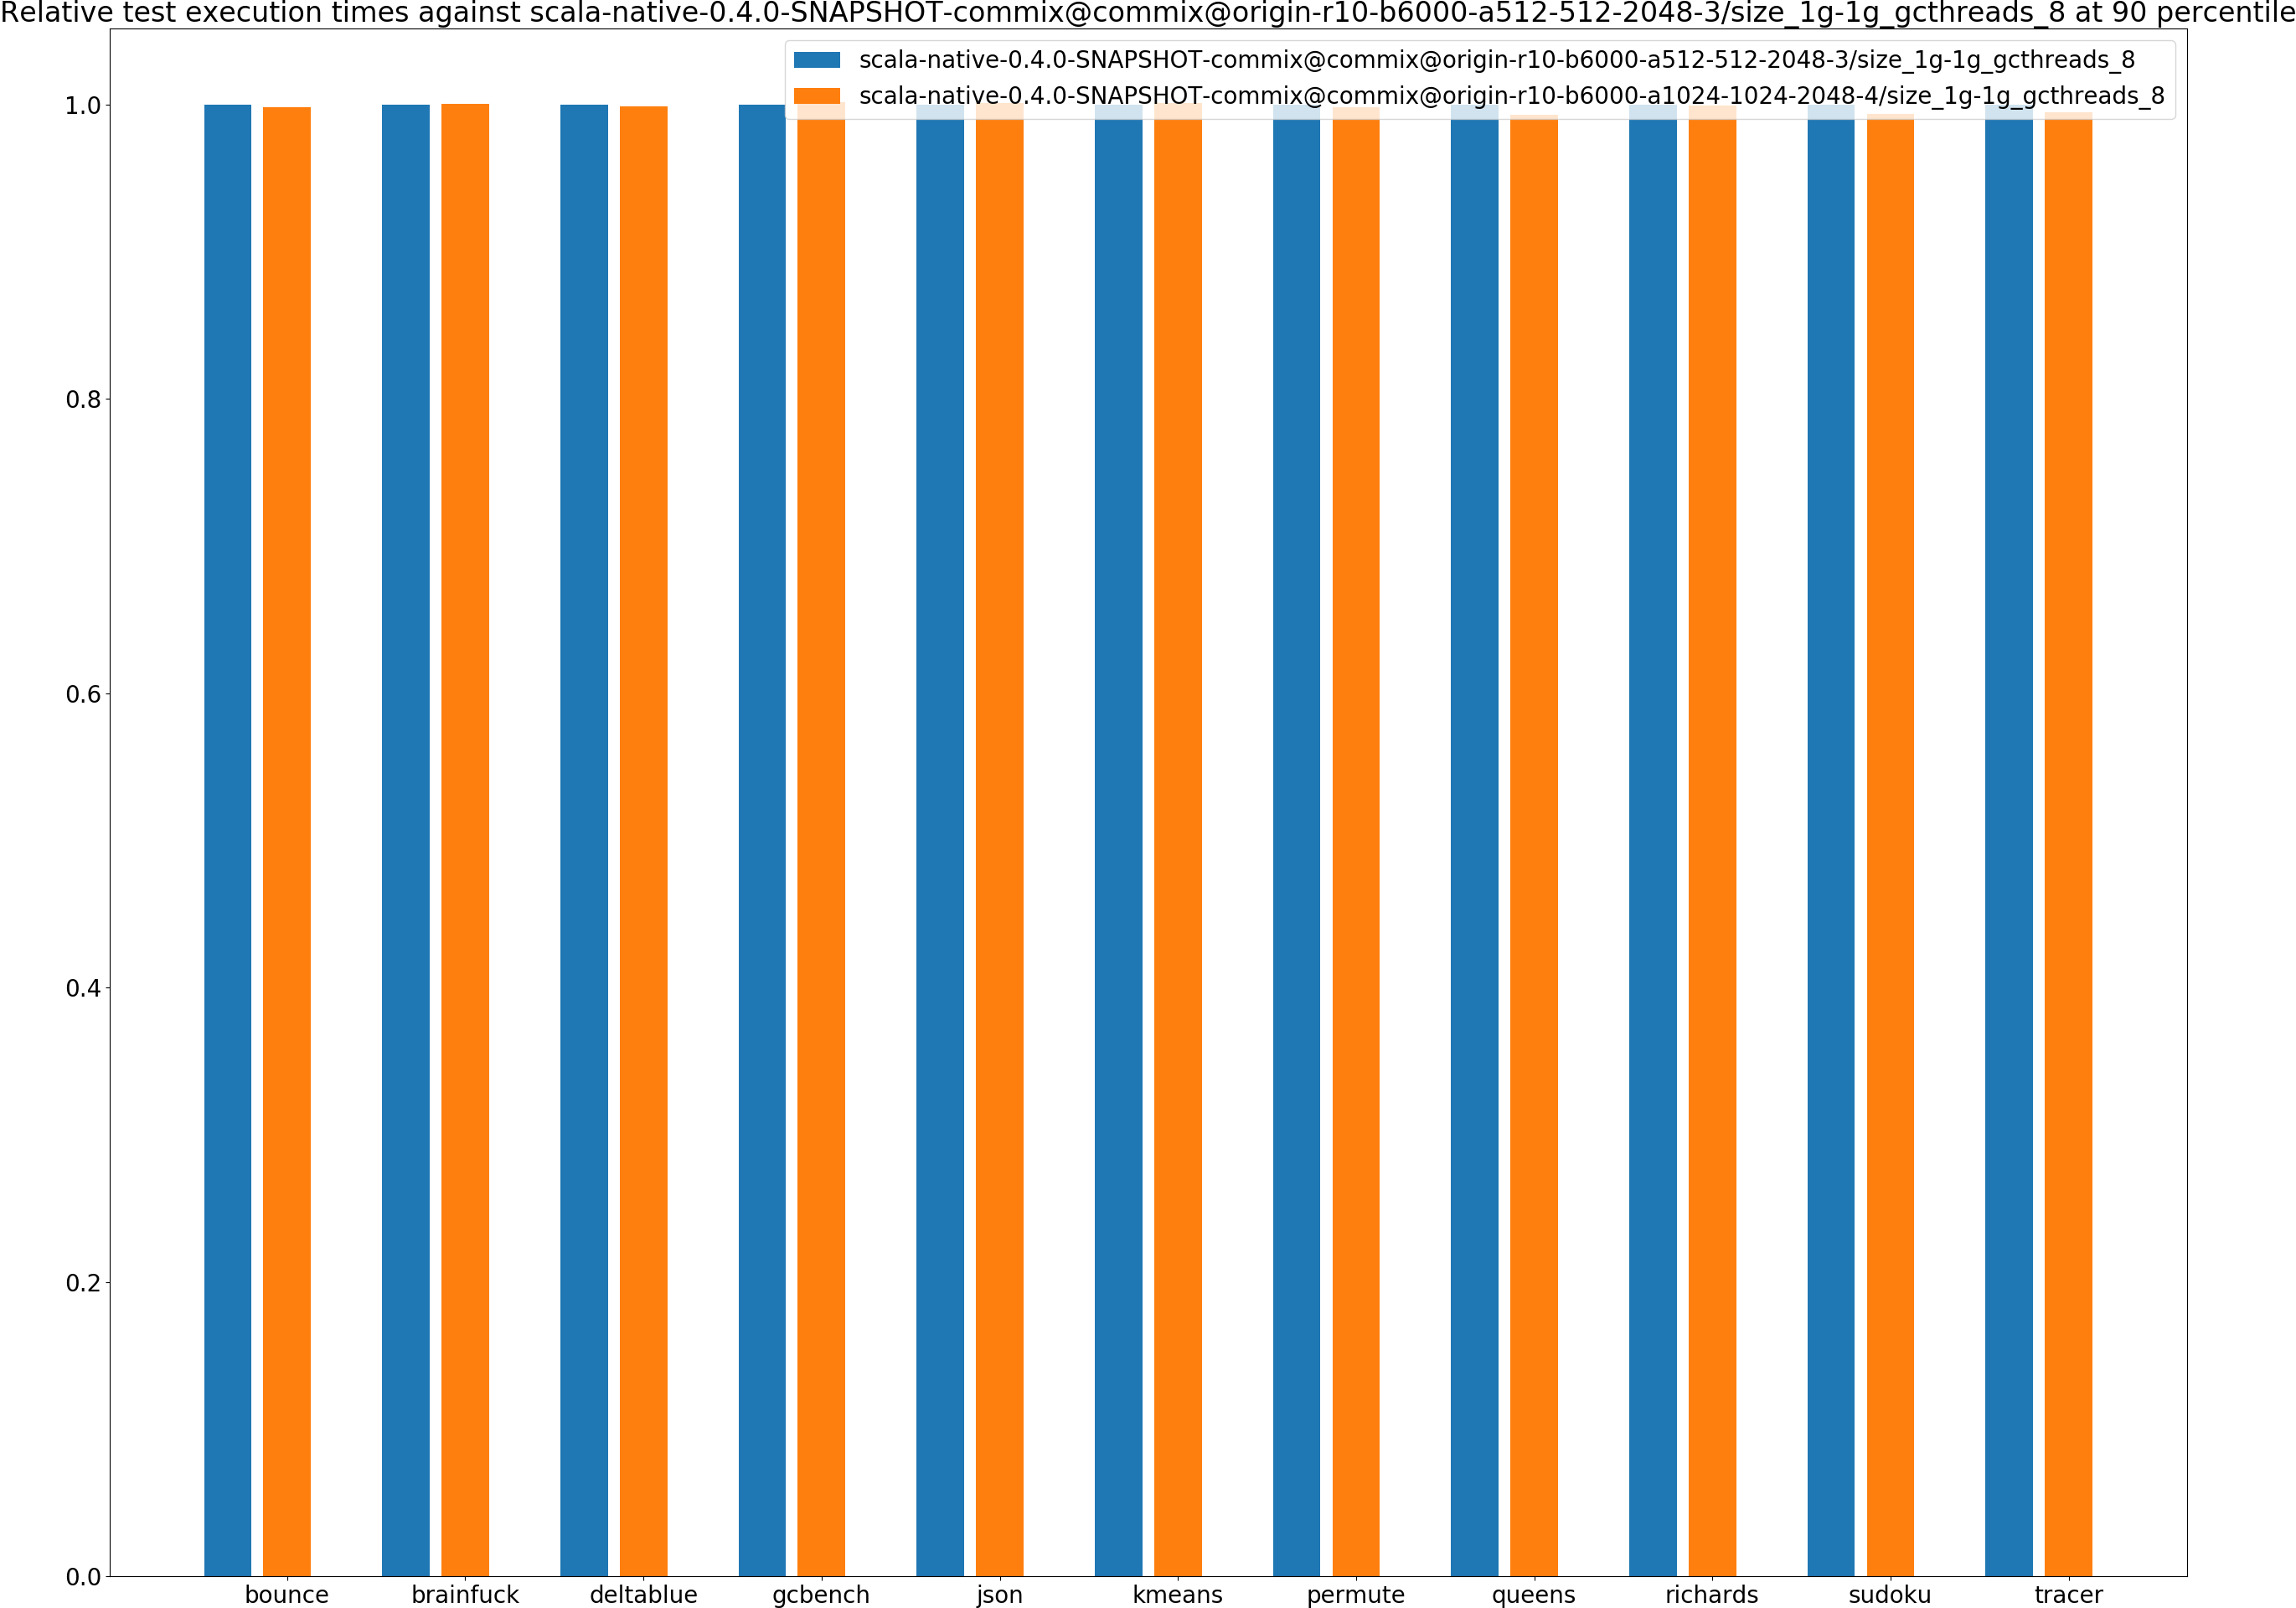 Relative test execution times against scala-native-0.4.0-SNAPSHOT-commix@commix@origin-r10-b6000-a512-512-2048-3/size_1g-1g_gcthreads_8 at 90 percentile
scala-native-0.4.0-SNAPSHOT-commix@commix@origin-r10-b6000-a512-512-2048-3/size_1g-1g_gcthreads_8
scala-native-0.4.0-SNAPSHOT-commix@commix@origin-r10-b6000-a1024-1024-2048-4/size_1g-1g_gcthreads_8
1.0
0.8
0.6
0.4
0.2
0.0
bounce brainfuck deltablue gcbench json kmeans permute queens richards sudoku tracer